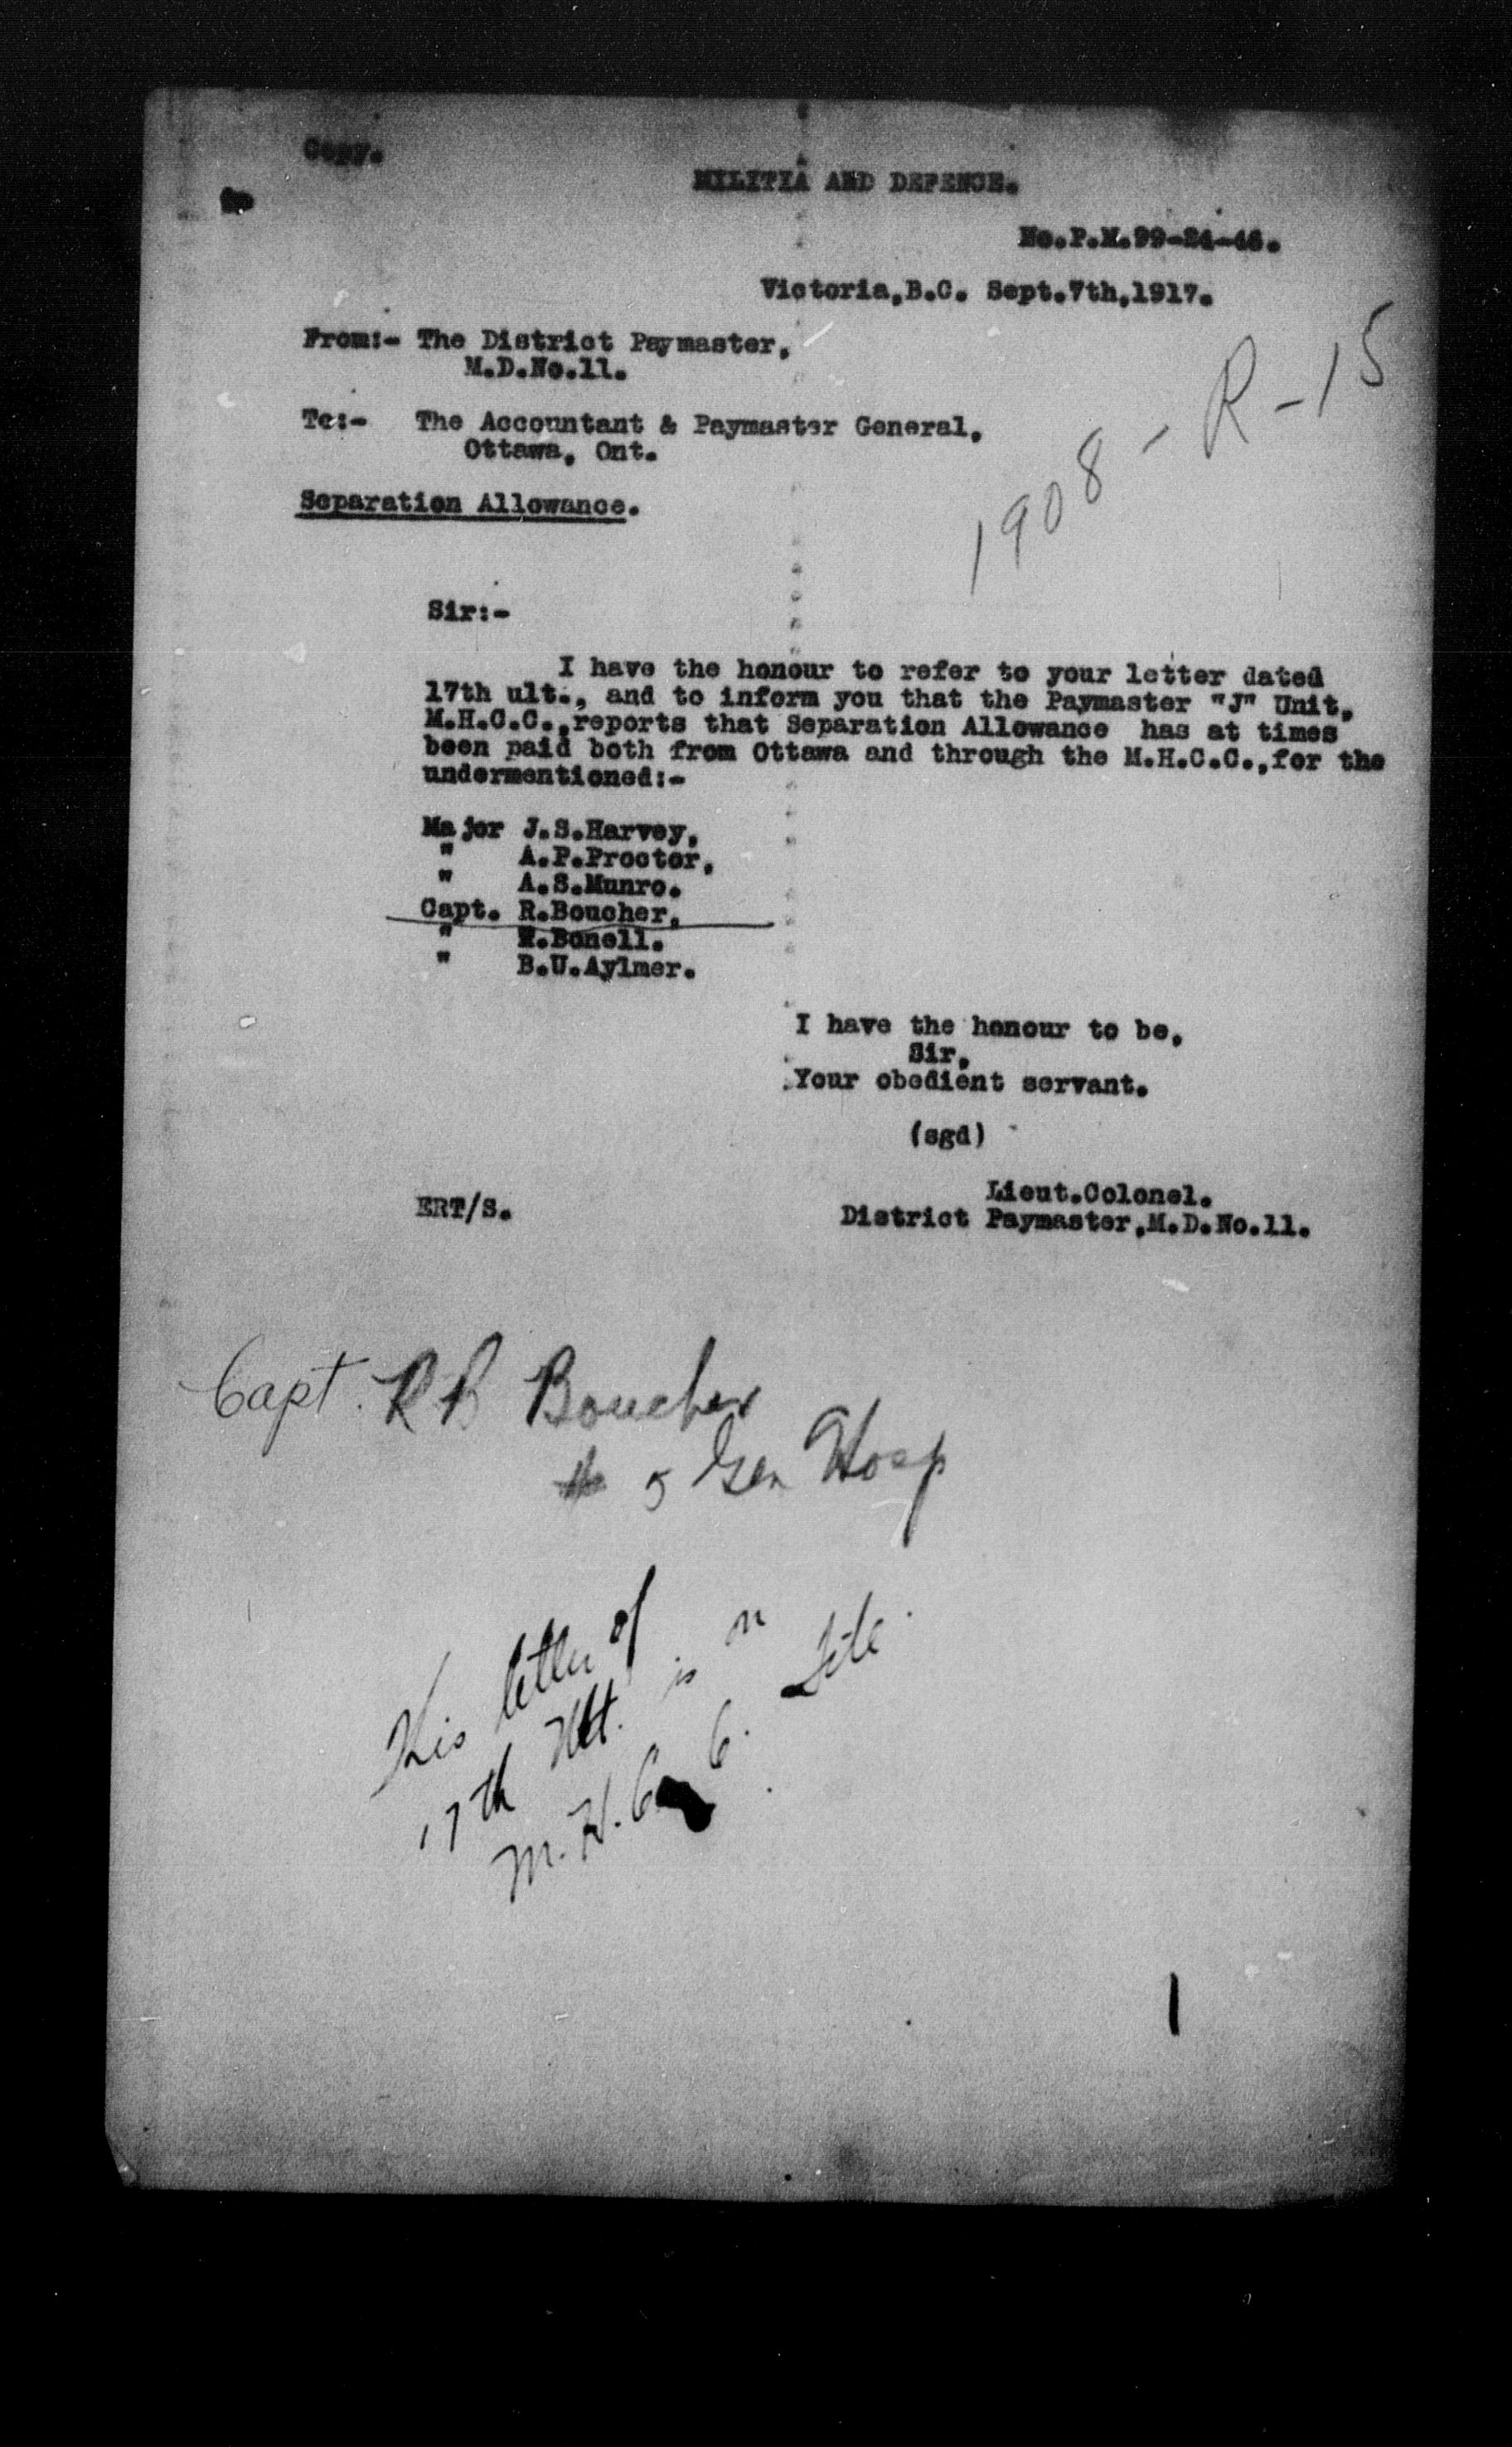 Copy.
MILITIA AND DEFENCE.
No.P.M.99-24-46.
Victoria,B.C. Sept.7th,1917.
From:- The District Paymaster,
M.D.No.11.
1908 - R - 15
To:- The Accountant & Paymaster General,
Ottawa, Ont.
Separation Allowance.
Sir:-
I have the honour to refer to your letter dated
17th ult., and to inform you that the Paymaster "J" Unit,
M.H.C.C.,reports that Separation Allowance has at times
been paid both from Ottawa and through the M.H.C.C.,for the
undermentioned:-
Major J.S.Harvey,
" A.P.Proctor,
" A.S.Munro.
Capt. R.Boucher,
" Bonell.
" B.U.Aylmer.
I have the honour to be,
Sir,
Your obedient servant.
(sgd)
Lieut.Colonel.
ERT/S.
District Paymaster,M.D.No.11.
Capt. R B Boucher
# 5 Gen Hosp
His letter of
17th Ult. is on
M.H.C.C. File.